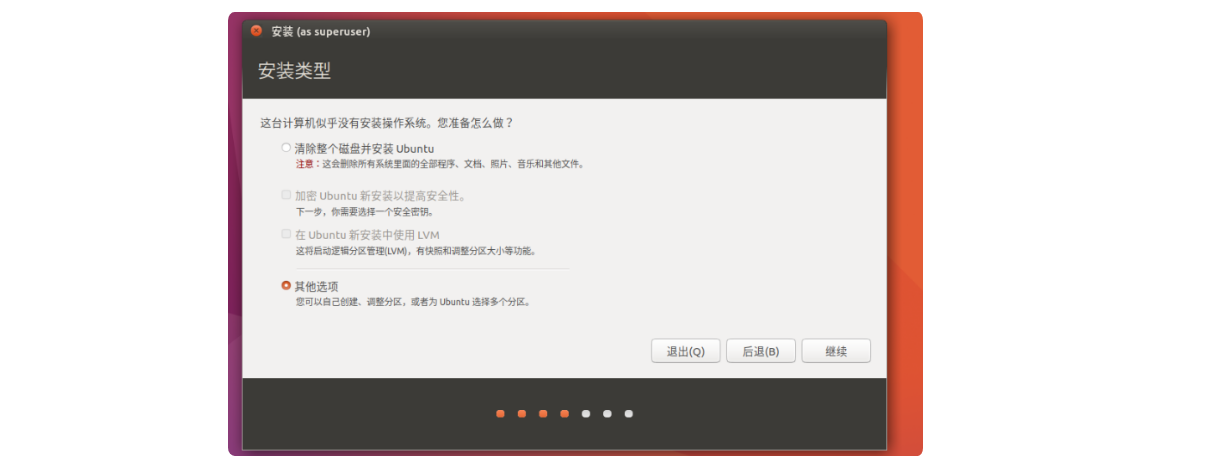 安装 (as superuser)
安装类型
这台计算机似乎没有安装操作系统。您准备怎么做？
清除整个磁盘并安装 Ubuntu
注意：这会删除所有系统里面的全部程序、文档、照片、音乐和其他文件。
加密 Ubuntu 新安装以提高安全性。
下一步，你需要选择一个安全密钥。
在 Ubuntu 新安装中使用 LVM
这将启动逻辑分区管理(LVM)，有快照和调整分区大小等功能。
其他选项
您可以自己创建、调整分区，或者为 Ubuntu 选择多个分区。
退出(Q) 后退(B) 继续